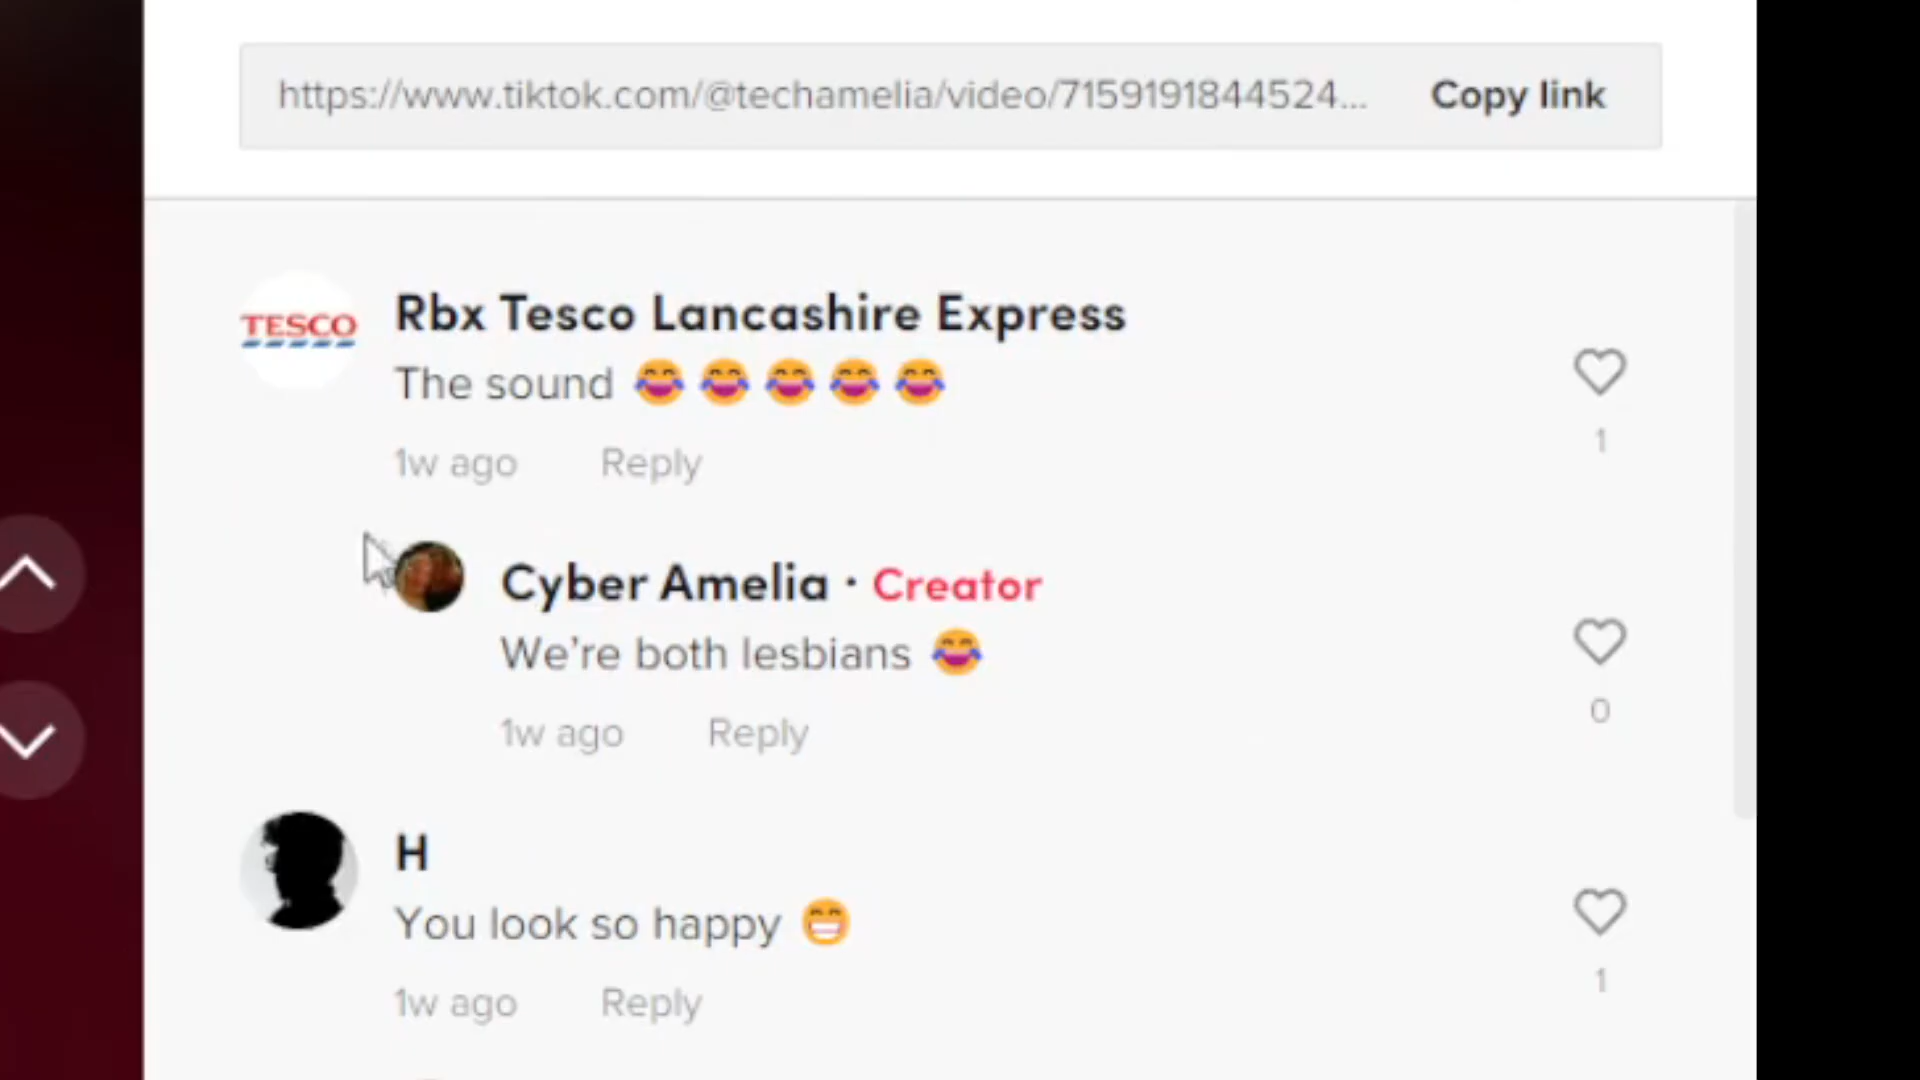 https://www.tiktok.com/@techamelia/video/7159191844524... Copy link
TESCO
Rbx Tesco Lancashire Express
The sound 😂😂😂😂😂
1
1w ago Reply
Cyber Amelia · Creator
We're both lesbians 😂
0
1w ago Reply
H
You look so happy 😁
1
1w ago Reply